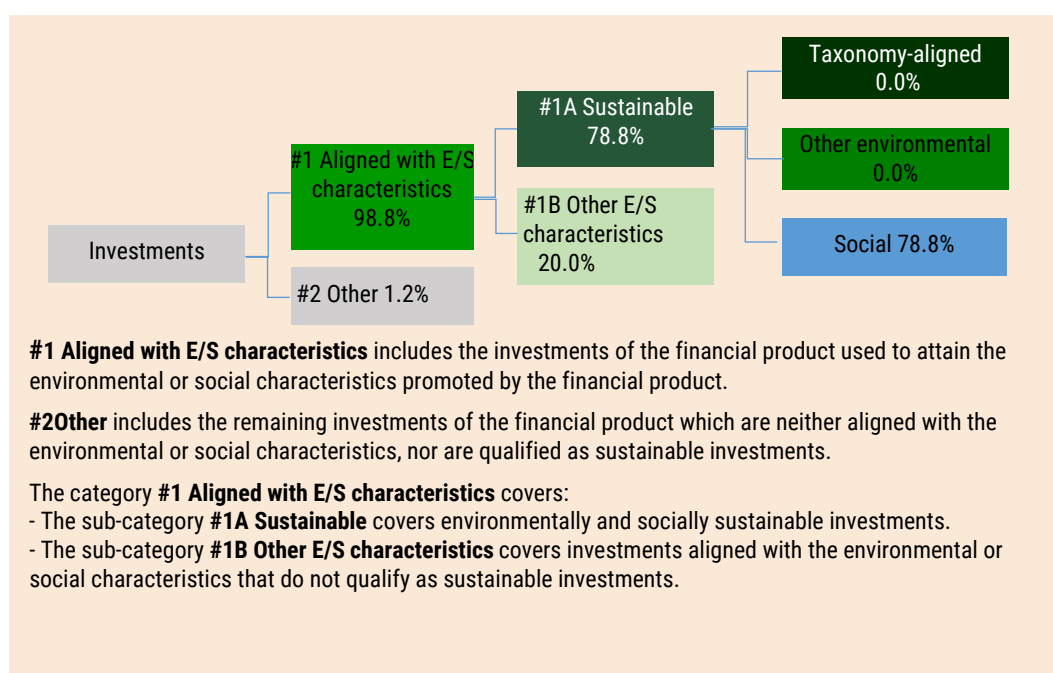 Taxonomy-aligned
0.0%
#1A Sustainable
78.8%
Other environmental
0.0%
#1 Aligned with E/S
characteristics
98.8%
#1B Other E/S
characteristics
20.0%
Social 78.8%
Investments
#2 Other 1.2%
#1 Aligned with E/S characteristics includes the investments of the financial product used to attain the
environmental or social characteristics promoted by the financial product.
#2Other includes the remaining investments of the financial product which are neither aligned with the
environmental or social characteristics, nor are qualified as sustainable investments.
The category #1 Aligned with E/S characteristics covers:
- The sub-category #1A Sustainable covers environmentally and socially sustainable investments.
- The sub-category #1B Other E/S characteristics covers investments aligned with the environmental or
social characteristics that do not qualify as sustainable investments.